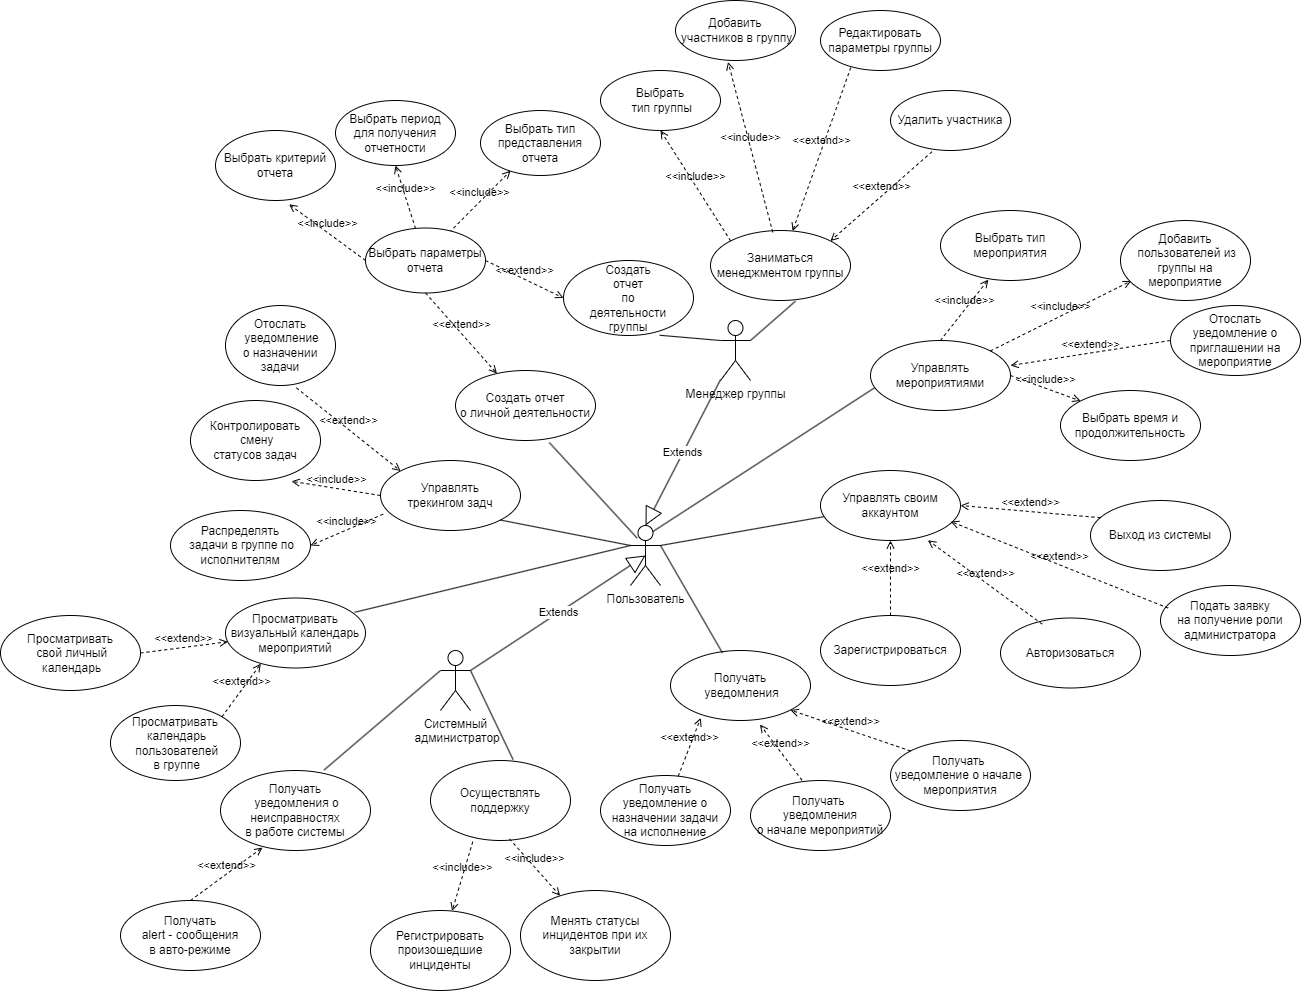 Добавить
участников в группу
Редактировать
параметры группы
Выбрать
тип группы
Удалить участника
<<include>>
<<extend>>
<<include>>
<<extend>>
Выбрать период
для получения
отчетности
Выбрать тип
представления
отчета
Выбрать критерий
отчета
<<include>>
<<include>>
<<include>>
Выбрать параметры
отчета
<<extend>>
<<extend>>
Создать
отчет
по
деятельности
группы
Заниматься
менеджментом группы
Выбрать тип
мероприятия
Добавить
пользователей из
группы на
мероприятие
<<include>>
<<include>>
Отослать
уведомление о
приглашении на
мероприятие
<<extend>>
Управлять
мероприятиями
<<include>>
Выбрать время и
продолжительность
Отослать
уведомление
о назначении
задачи
Менеджер группы
Создать отчет
о личной деятельности
<<extend>>
Контролировать
смену
статусов задач
<<include>>
Управлять
трекингом задч
<<include>>
Распределять
задачи в группе по
исполнителям
Extends
Управлять своим
аккаунтом
<<extend>>
Выход из системы
<<extend>>
<<extend>>
<<extend>>
Подать заявку
на получение роли
администратора
Зарегистрироваться
Авторизоваться
Пользователь
Extends
Просматривать
визуальный календарь
мероприятий
<<extend>>
Просматривать
свой личный
календарь
<<extend>>
Просматривать
календарь
пользователей
в группе
Системный
администратор
Получать
уведомления
<<extend>>
<<extend>>
<<extend>>
Получать
уведомление о
назначении задачи
на исполнение
Получать
уведомления
о начале мероприятий
Получать
уведомление о начале
мероприятия
Получать
уведомления о
неисправностях
в работе системы
Осуществлять
поддержку
<<extend>>
<<include>>
<<include>>
Получать
alert - сообщения
в авто-режиме
Регистрировать
произошедшие
инциденты
Менять статусы
инцидентов при их
закрытии